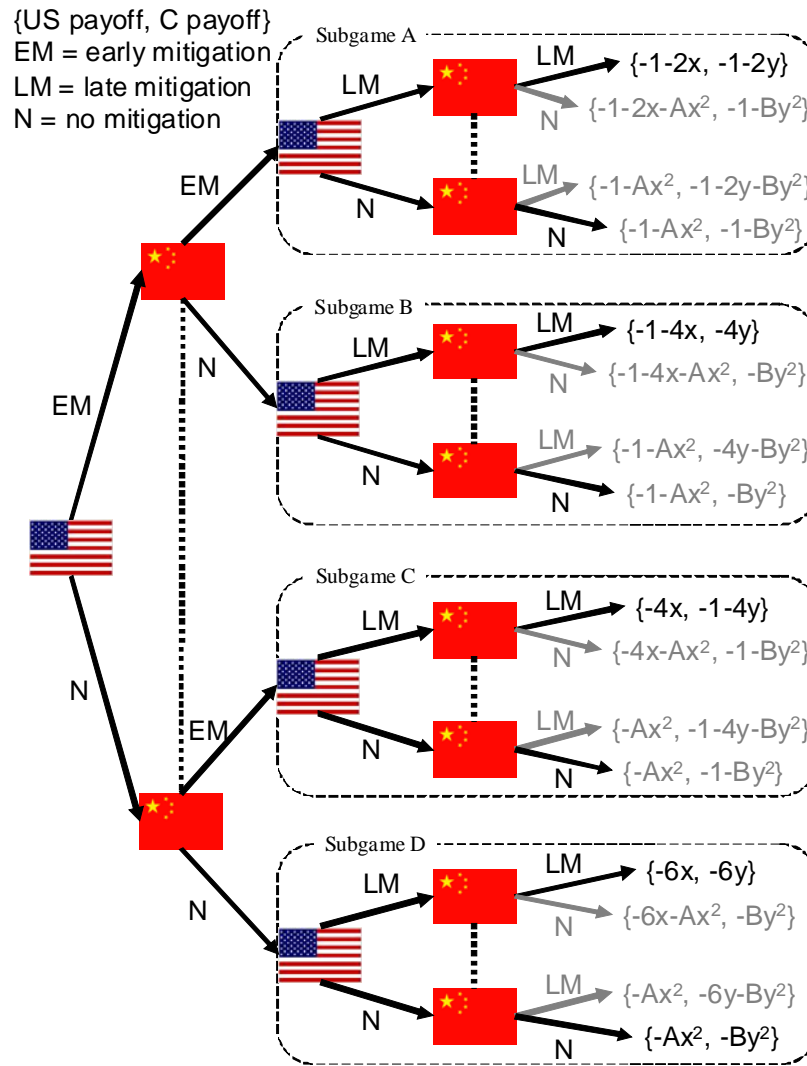 {US payoff, C payoff}
EM = early mitigation
LM = late mitigation
N = no mitigation
Subgame A
LM
LM
{-1-2x, -1-2y}
N
{-1-2x-Ax², -1-By²}
EM
N
LM
{-1-Ax², -1-2y-By²}
N
{-1-Ax², -1-By²}
Subgame B
LM
LM
{-1-4x, -4y}
N
N
{-1-4x-Ax², -By²}
EM
N
LM
{-1-Ax², -4y-By²}
N
{-1-Ax², -By²}
Subgame C
LM
LM
{-4x, -1-4y}
N
{-4x-Ax², -1-By²}
N
EM
N
LM
{-Ax², -1-4y-By²}
N
{-Ax², -1-By²}
Subgame D
LM
LM
{-6x, -6y}
N
N
{-6x-Ax², -By²}
N
LM
{-Ax², -6y-By²}
N
{-Ax², -By²}